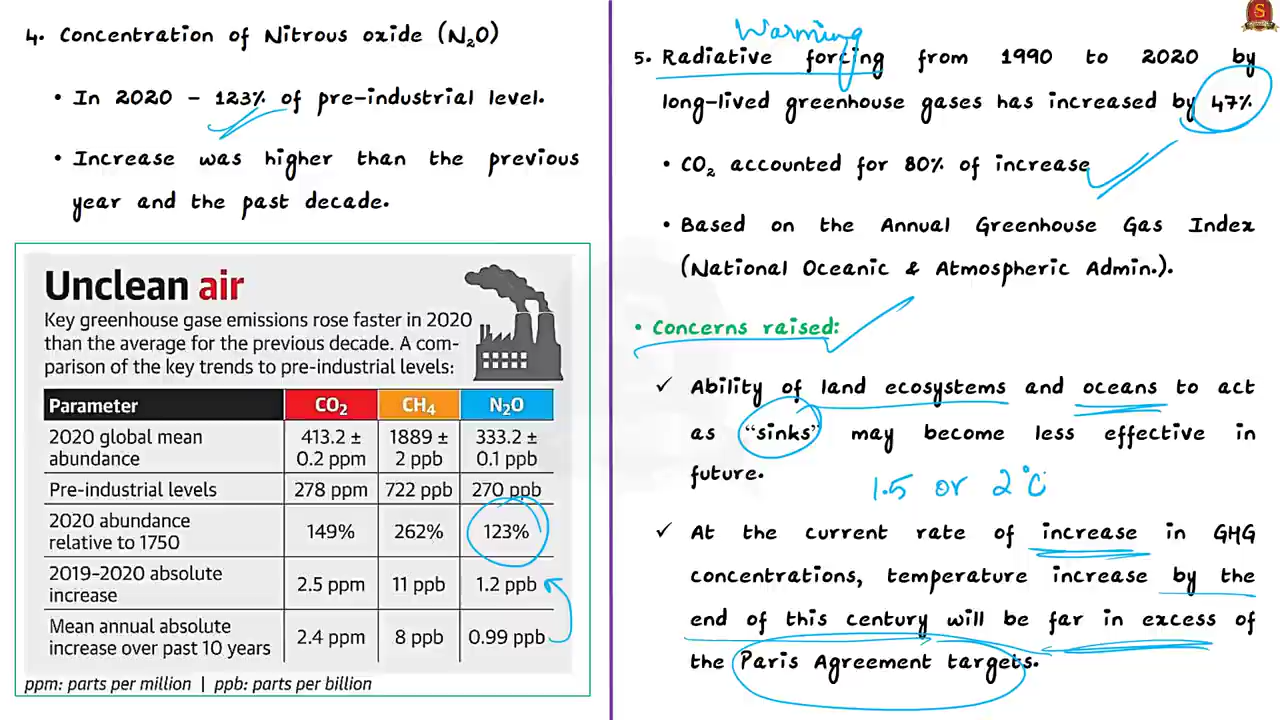 4. Concentration of Nitrous oxide (N₂O)
• In 2020 – 123% of pre-industrial level.
• Increase was higher than the previous
year and the past decade.
Unclean air
Key greenhouse gase emissions rose faster in 2020
than the average for the previous decade. A com-
parison of the key trends to pre-industrial levels:
Parameter CO₂ CH₄ N₂O
2020 global mean 413.2 ± 1889 ± 333.2 ±
abundance 0.2 ppm 2 ppb 0.1 ppb
Pre-industrial levels 278 ppm 722 ppb 270 ppb
2020 abundance
relative to 1750 149% 262% 123%
2019-2020 absolute
increase 2.5 ppm 11 ppb 1.2 ppb
Mean annual absolute
increase over past 10 years 2.4 ppm 8 ppb 0.99 ppb
ppm: parts per million | ppb: parts per billion
Warming
5. Radiative forcing from 1990 to 2020 by
long-lived greenhouse gases has increased by 47%
• CO₂ accounted for 80% of increase
• Based on the Annual Greenhouse Gas Index
(National Oceanic & Atmospheric Admin.).
• Concerns raised:
✓ Ability of land ecosystems and oceans to act
as “sinks” may become less effective in
future.
1.5 or 2°C
✓ At the current rate of increase in GHG
concentrations, temperature increase by the
end of this century will be far in excess of
the Paris Agreement targets.
S